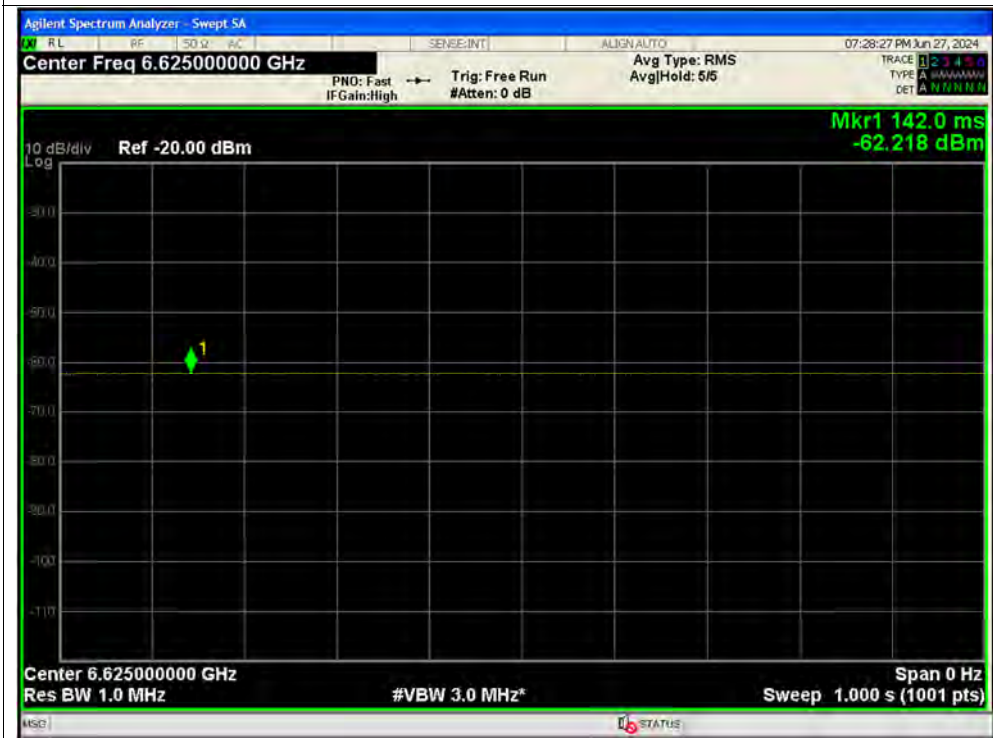 Agilent Spectrum Analyzer - Swept SA
RL RF 50 Ω AC SENSE:INT ALIGN AUTO 07:28:27 PM Jun 27, 2024
Center Freq 6.625000000 GHz
PNO: Fast
IFGain:High
Trig: Free Run
#Atten: 0 dB
Avg Type: RMS
Avg|Hold: 5/5
TRACE 1 2 3 4 5 6
TYPE A WWWWW
DET A N N N N N
Mkr1 142.0 ms
-62.218 dBm
10 dB/div Ref -20.00 dBm
Log
-30.0
-40.0
-50.0
1
-60.0
-70.0
-80.0
-90.0
-100
-110
Center 6.625000000 GHz Span 0 Hz
Res BW 1.0 MHz #VBW 3.0 MHz* Sweep 1.000 s (1001 pts)
MSG STATUS